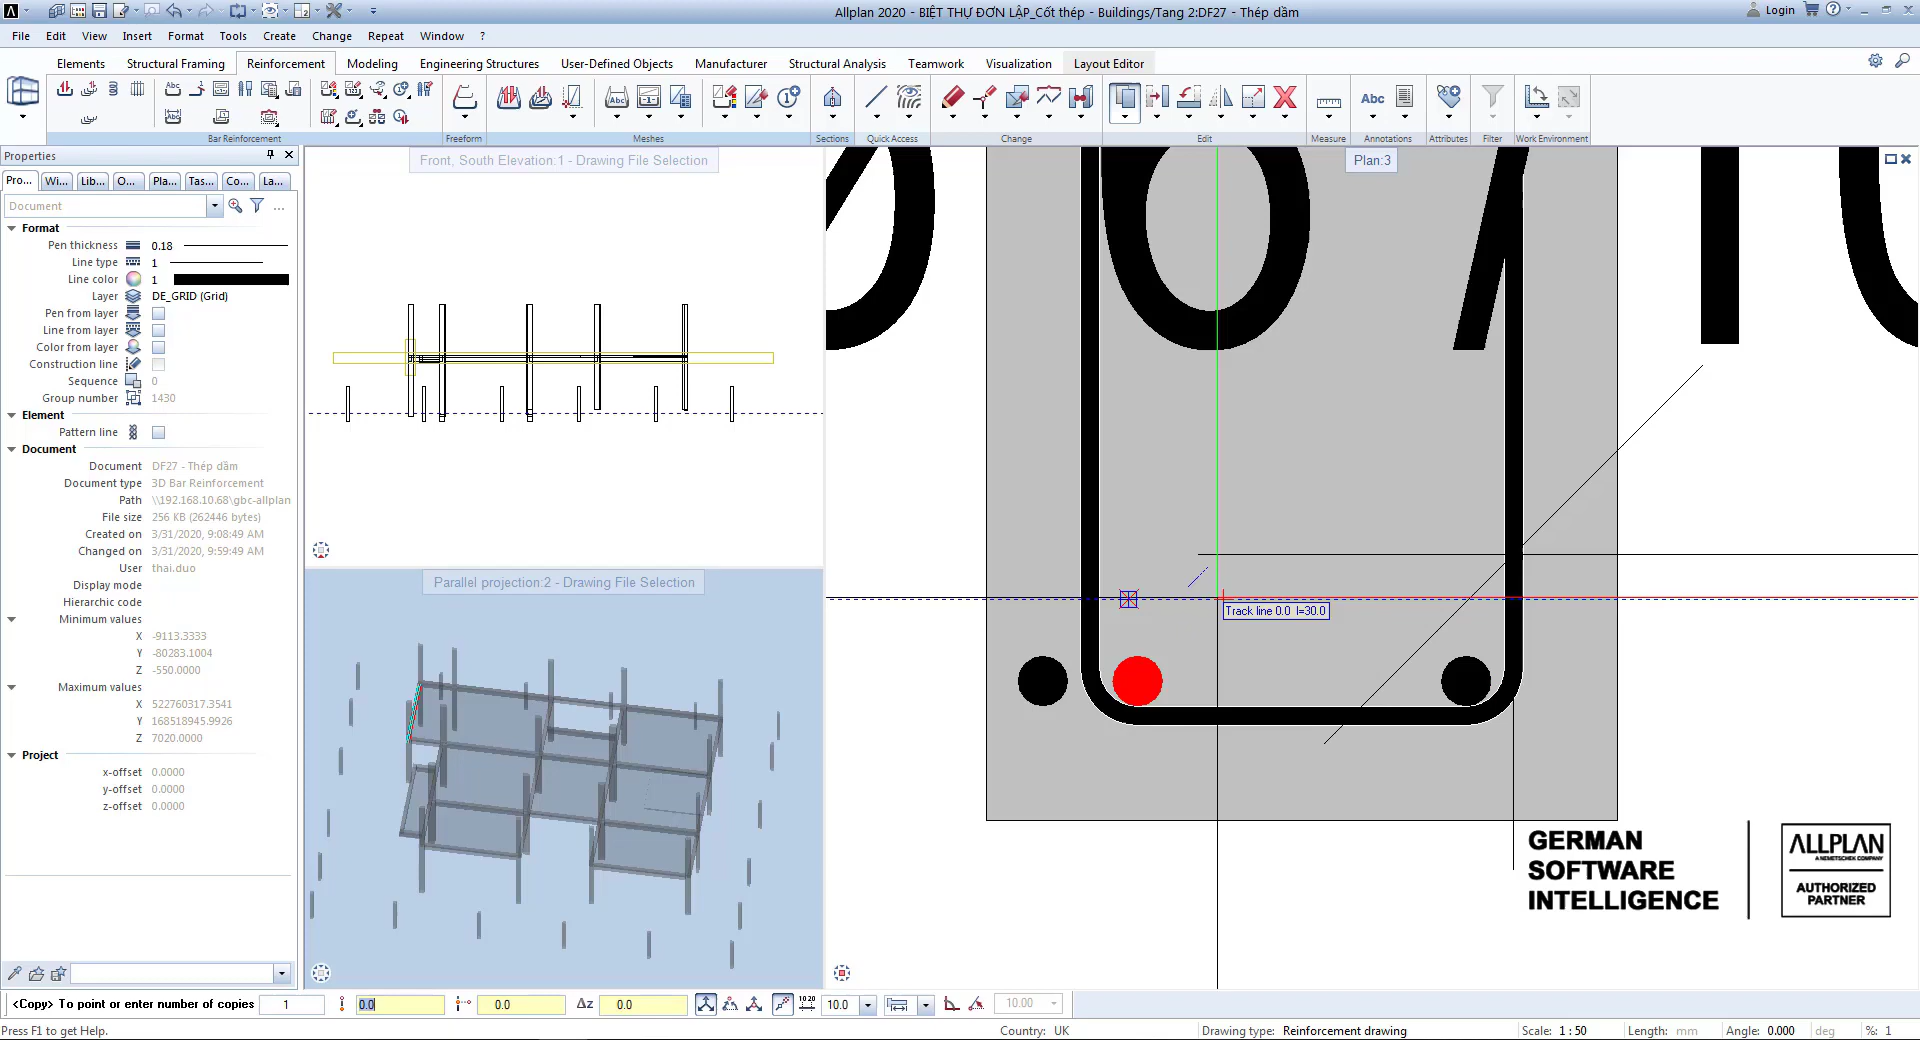 Allplan 2020 - BIỆT THỰ ĐƠN LẬP_Cốt thép - Buildings/Tang 2:DF27 - Thép dầm
Login
File Edit View Insert Format Tools Create Change Repeat Window ?
Elements Structural Framing Reinforcement Modeling Engineering Structures User-Defined Objects Manufacturer Structural Analysis Teamwork Visualization Layout Editor
Bar Reinforcement Freeform Meshes Sections Quick Access Change Edit Measure Annotations Attributes Filter Work Environment
Properties
Pro... Wi... Lib... O... Pla... Tas... Co... La...
Document
Format
Pen thickness 0.18
Line type 1
Line color 1
Layer DE_GRID (Grid)
Pen from layer
Line from layer
Color from layer
Construction line
Sequence 0
Group number 1430
Element
Pattern line
Document
Document DF27 - Thép dầm
Document type 3D Bar Reinforcement
Path \\192.168.10.68\gbc-allplan
File size 256 KB (262446 bytes)
Created on 3/31/2020, 9:08:49 AM
Changed on 3/31/2020, 9:59:49 AM
User thai.duo
Display mode
Hierarchic code
Minimum values
X -9113.3333
Y -80283.1004
Z -550.0000
Maximum values
X 522760317.3541
Y 168518945.9926
Z 7020.0000
Project
x-offset 0.0000
y-offset 0.0000
z-offset 0.0000
Front, South Elevation:1 - Drawing File Selection
Parallel projection:2 - Drawing File Selection
Plan:3
Track line 0.0 l=30.0
GERMAN
SOFTWARE
INTELLIGENCE
ALLPLAN
A NEMETSCHEK COMPANY
AUTHORIZED
PARTNER
<Copy> To point or enter number of copies 1 0.0 0.0 Δz 0.0 10.0 10.00
Press F1 to get Help.
Country: UK Drawing type: Reinforcement drawing Scale: 1 : 50 Length: mm Angle: 0.000 deg %: 1